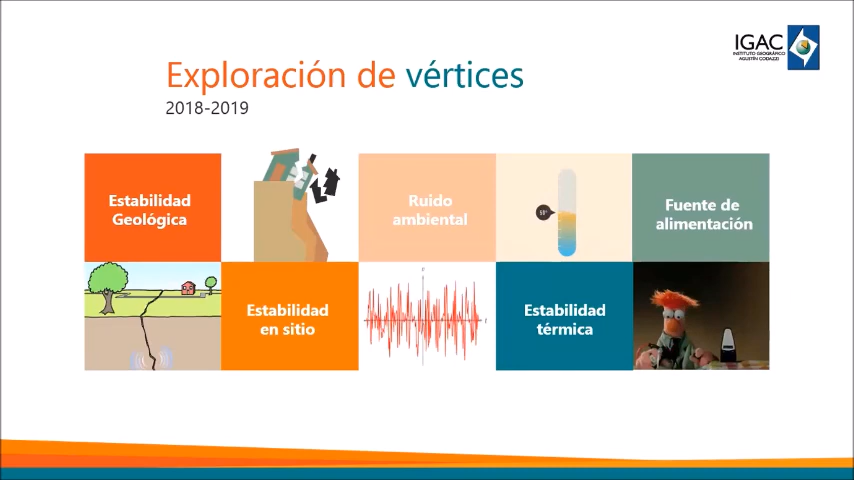 IGAC
INSTITUTO GEOGRÁFICO
AGUSTÍN CODAZZI
Exploración de vértices
2018-2019
Estabilidad
Geológica
Ruido
ambiental
50°
Fuente de
alimentación
Estabilidad
en sitio
Estabilidad
térmica